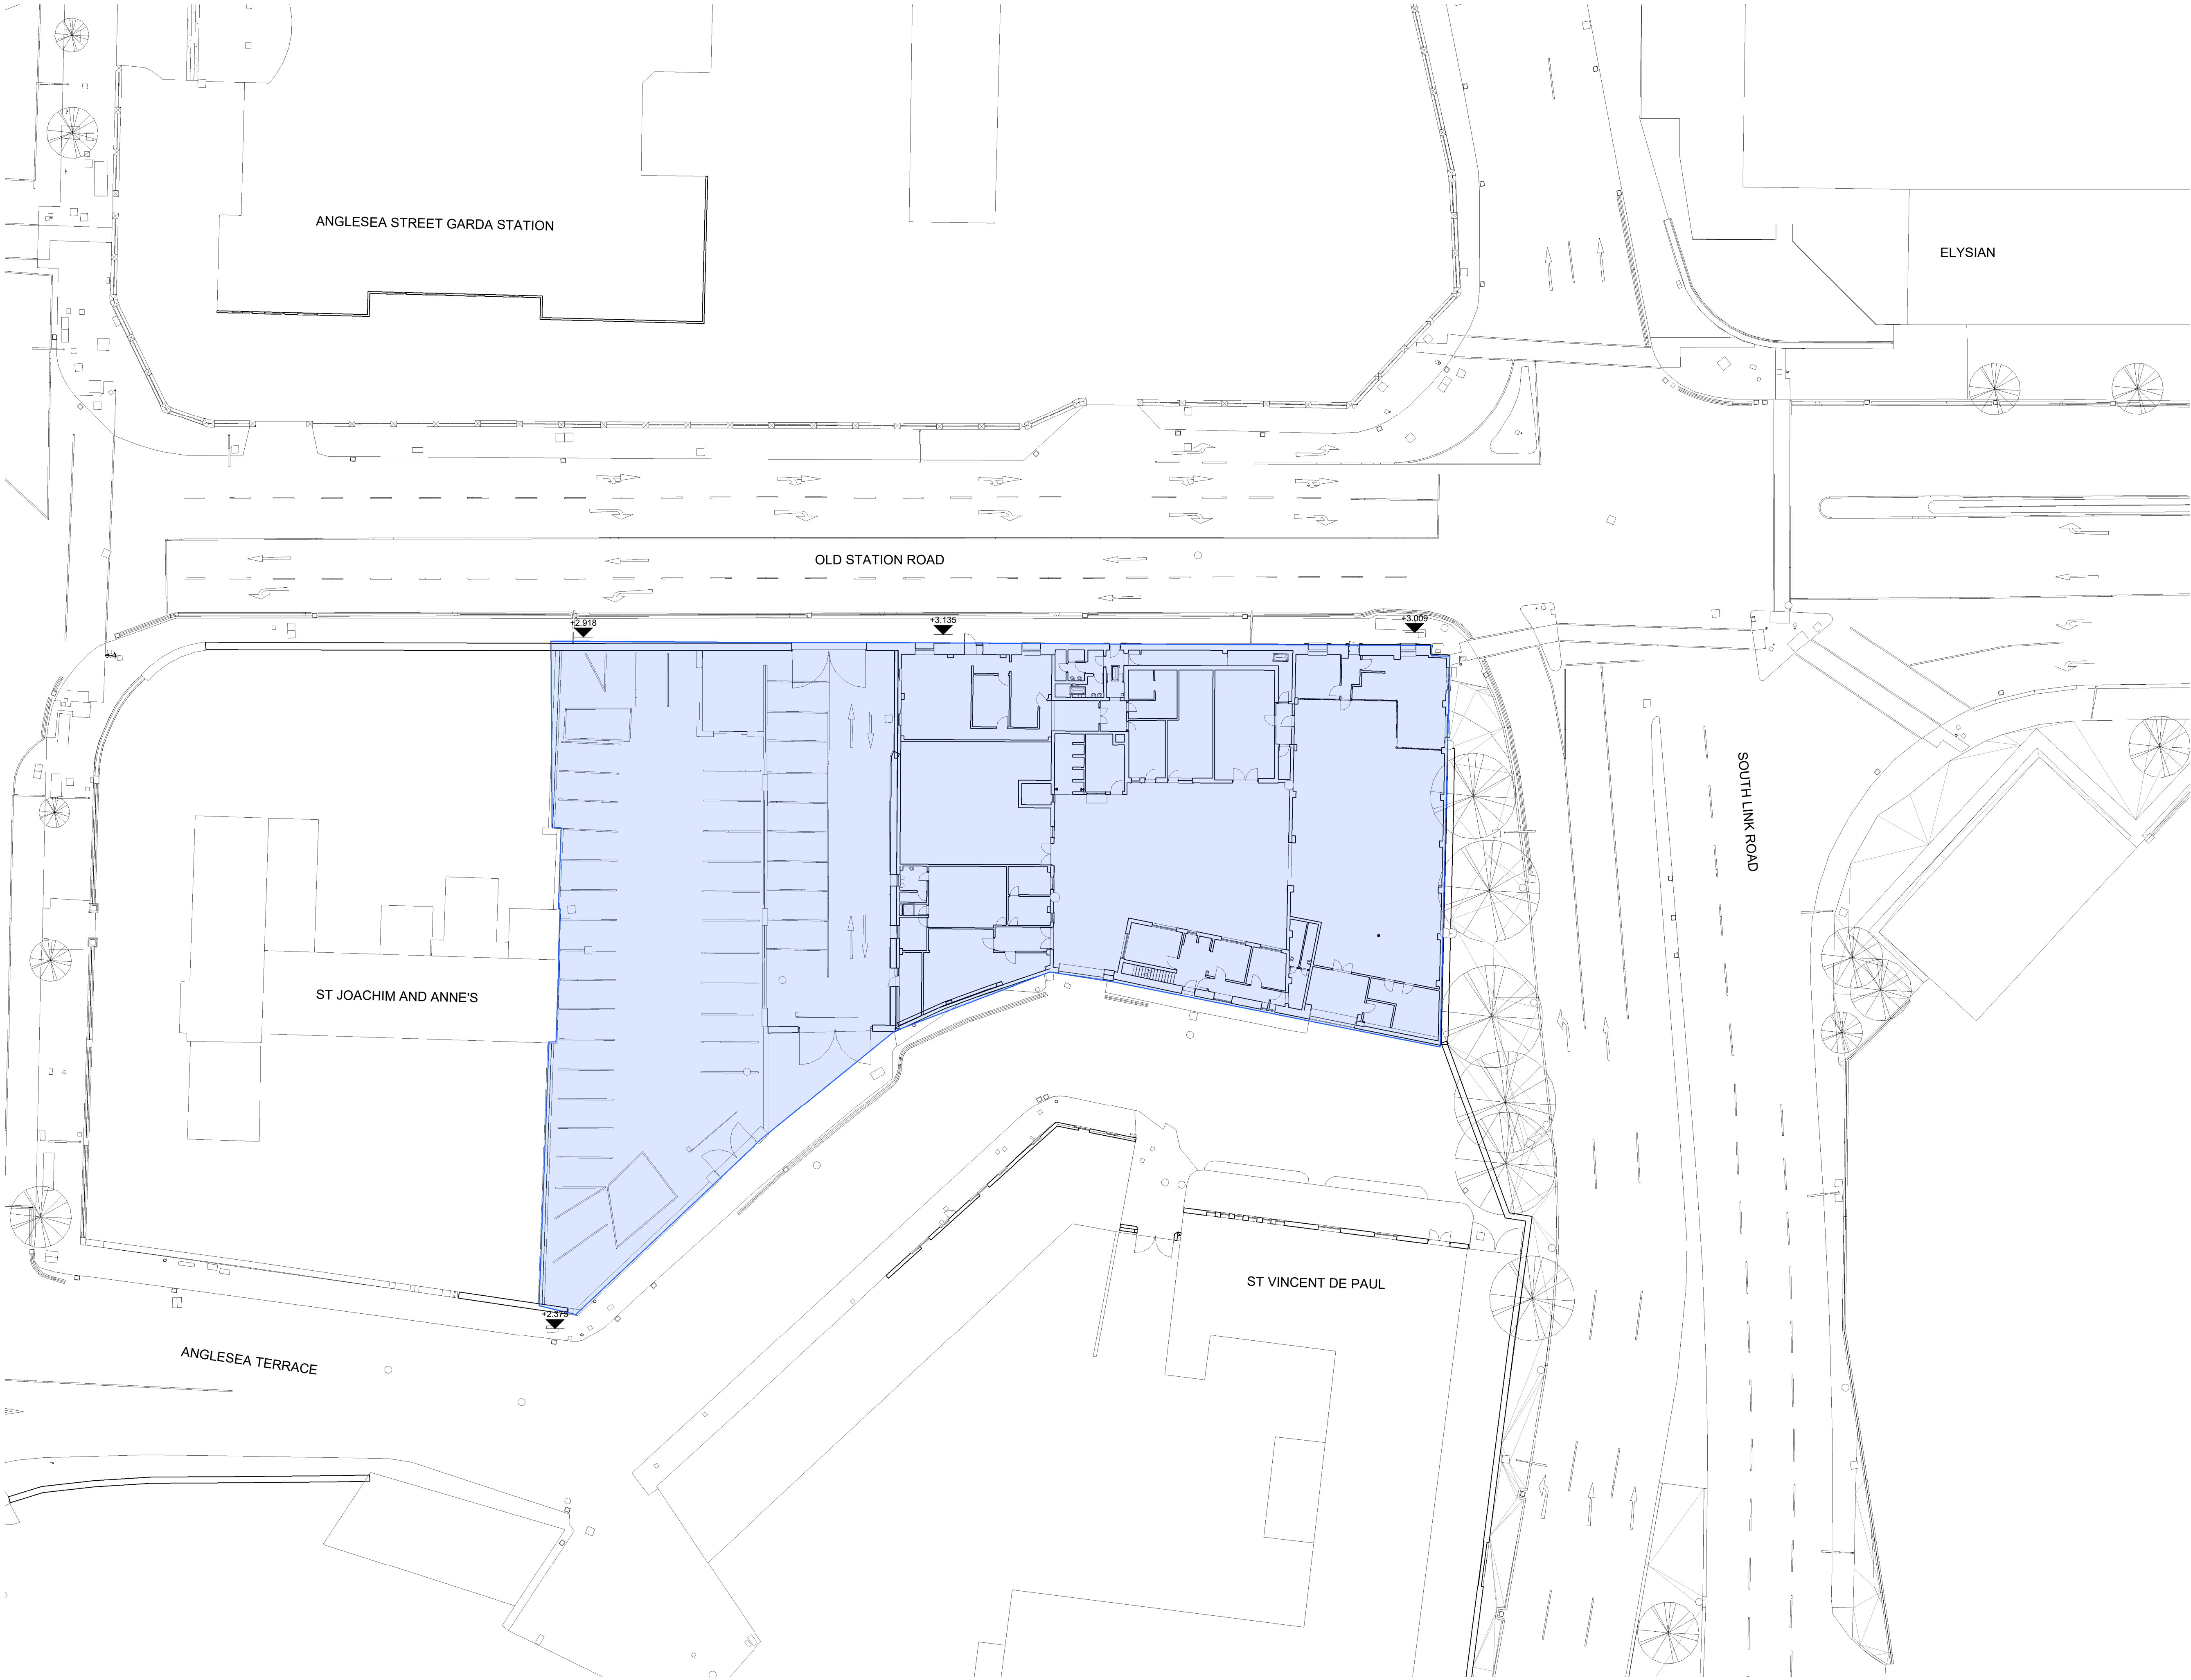 ANGLESEA STREET GARDA STATION
ELYSIAN
OLD STATION ROAD
+2.918
+3.135
+3.009
SOUTH LINK ROAD
ST JOACHIM AND ANNE'S
ST VINCENT DE PAUL
+2.375
ANGLESEA TERRACE